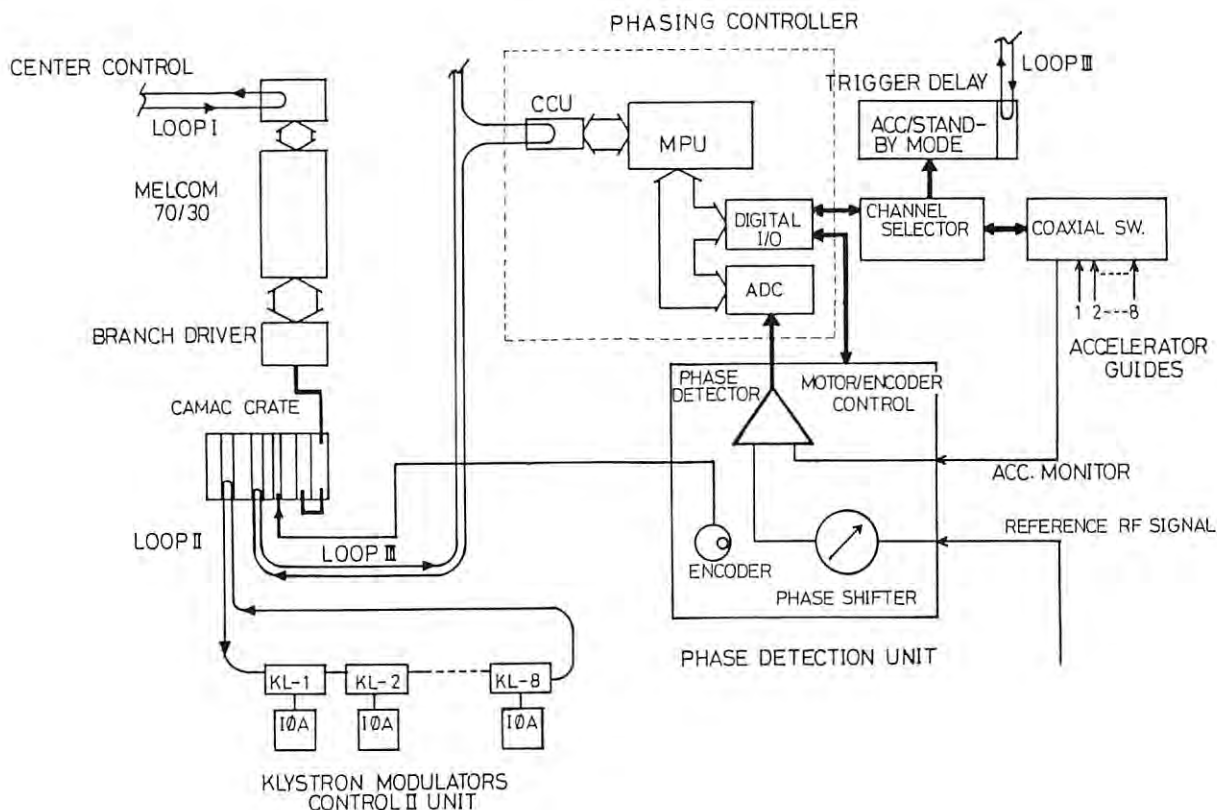 PHASING CONTROLLER
CENTER CONTROL
LOOP I
MELCOM
70/30
BRANCH DRIVER
CAMAC CRATE
LOOP II
LOOP III
CCU
MPU
DIGITAL
I/O
ADC
LOOP III
TRIGGER DELAY
ACC/STAND-
BY MODE
CHANNEL
SELECTOR
COAXIAL SW.
1 2---8
ACCELERATOR
GUIDES
PHASE
DETECTOR
MOTOR/ENCODER
CONTROL
ACC. MONITOR
REFERENCE RF SIGNAL
ENCODER
PHASE SHIFTER
PHASE DETECTION UNIT
KL-1
KL-2
KL-8
IØA
IØA
IØA
KLYSTRON MODULATORS
CONTROL II UNIT